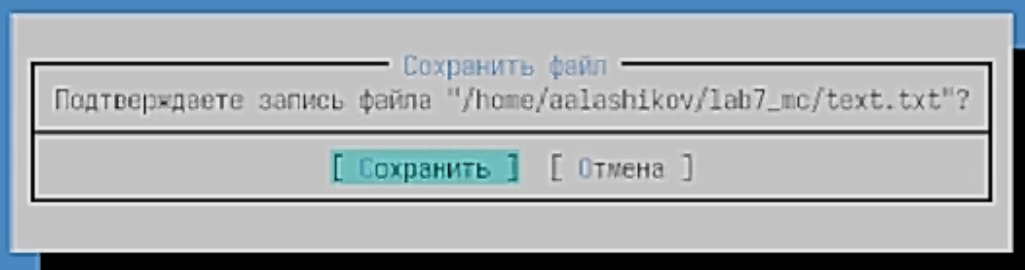 Сохранить файл
Подтверждаете запись файла "/home/aalashikov/lab7_mc/text.txt"?
[ Сохранить ] [ Отмена ]